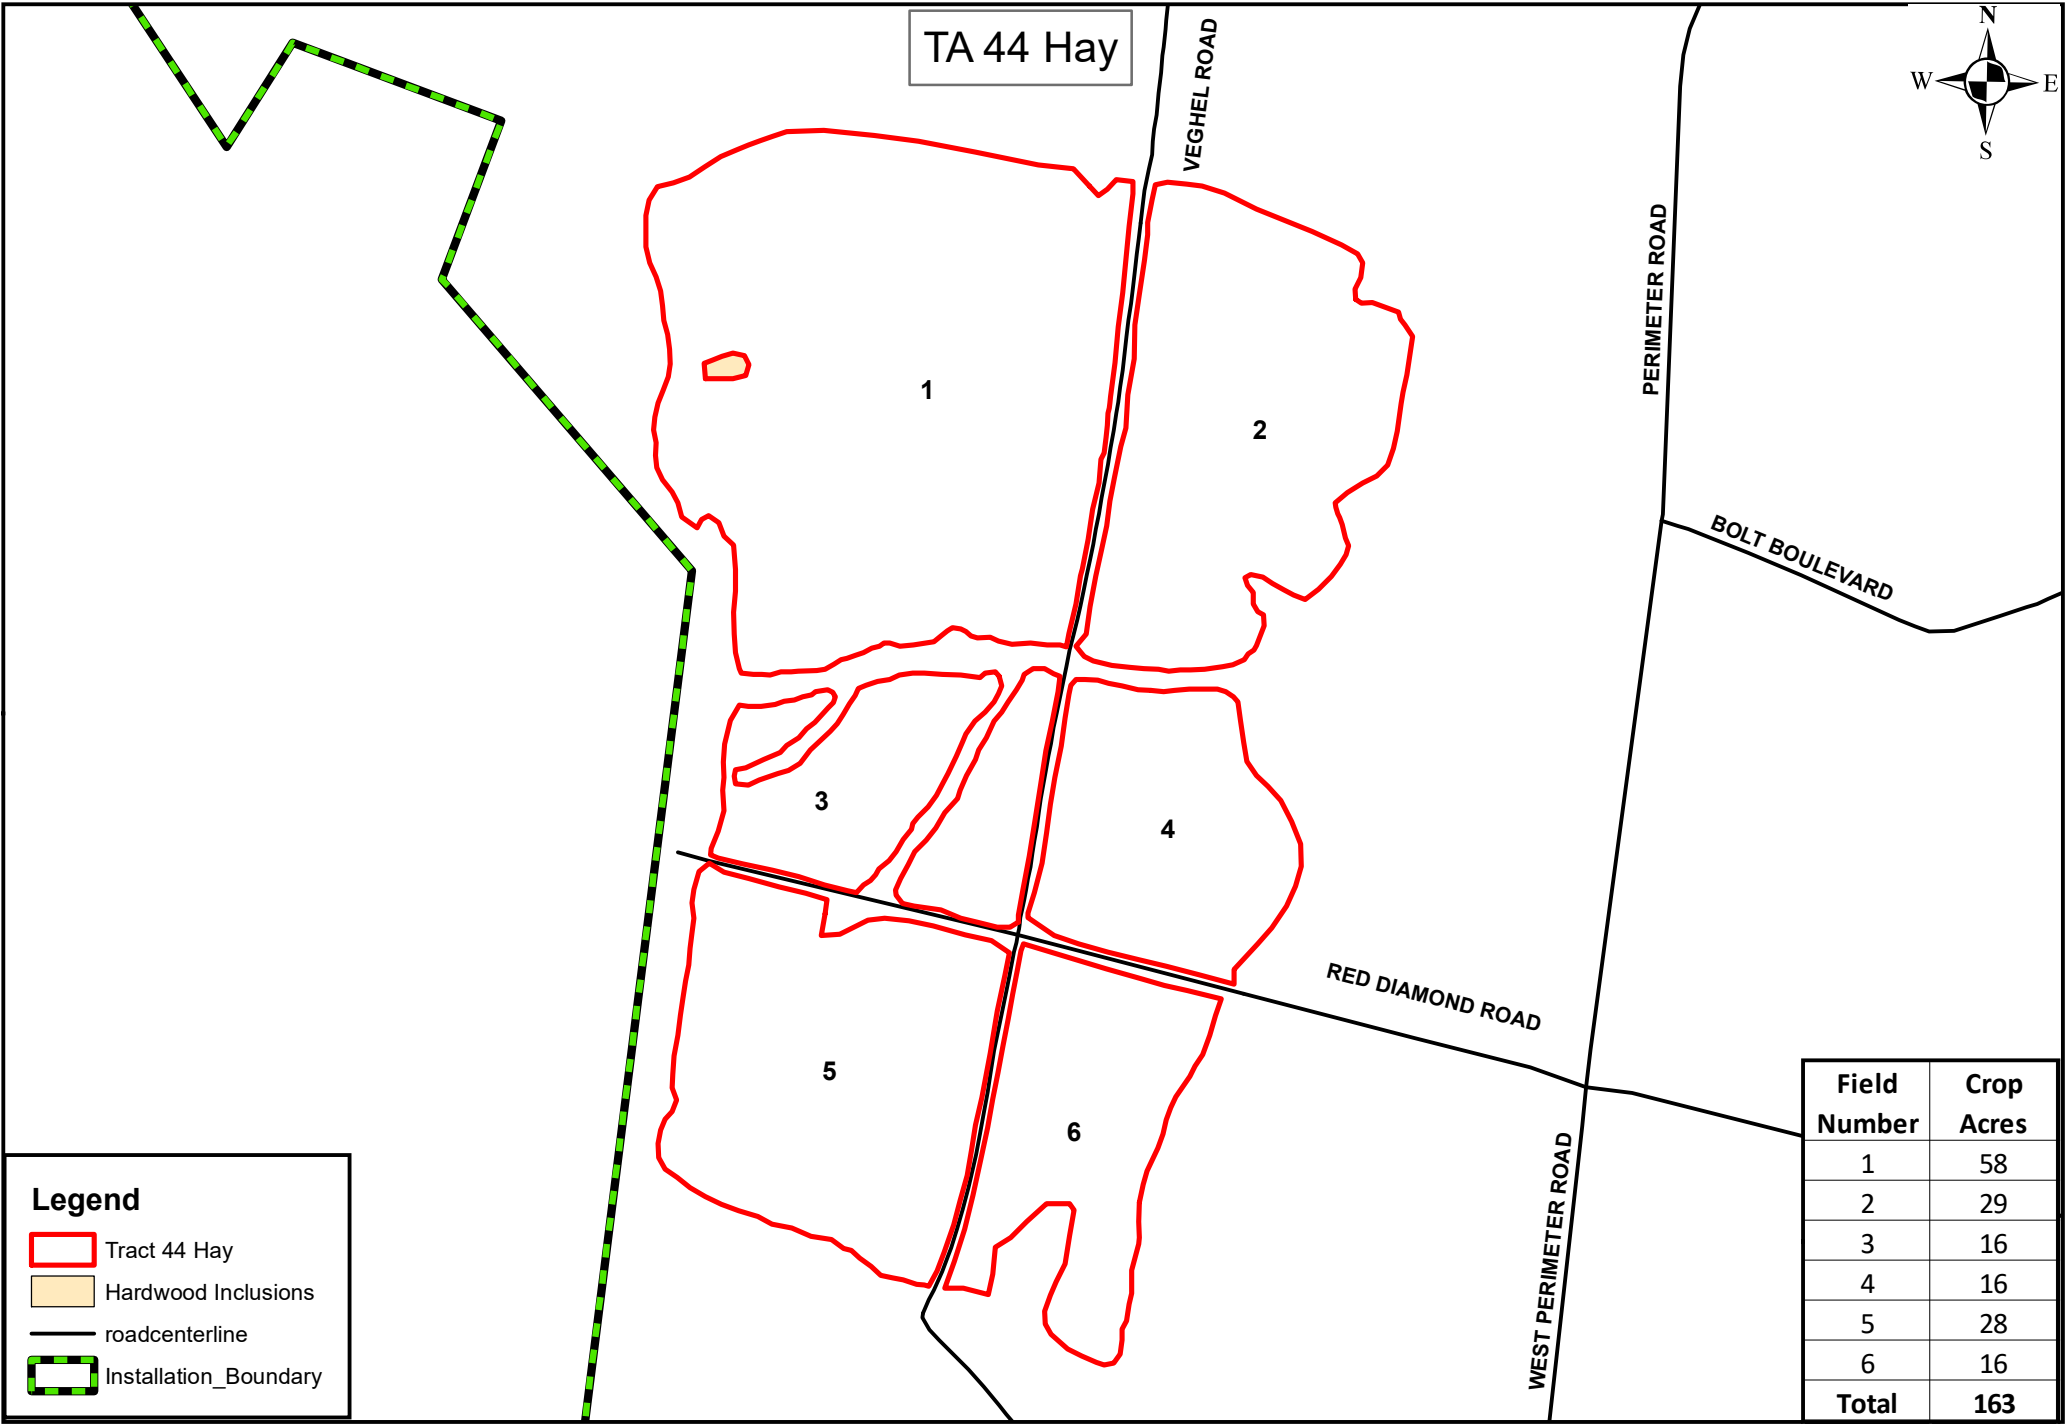 TA 44 Hay
N
W
E
S
VEGHEL ROAD
PERIMETER ROAD
BOLT BOULEVARD
1
2
3
4
RED DIAMOND ROAD
5
6
WEST PERIMETER ROAD
Legend
Tract 44 Hay
Hardwood Inclusions
roadcenterline
Installation_Boundary
Field Number Crop Acres
1 58
2 29
3 16
4 16
5 28
6 16
Total 163